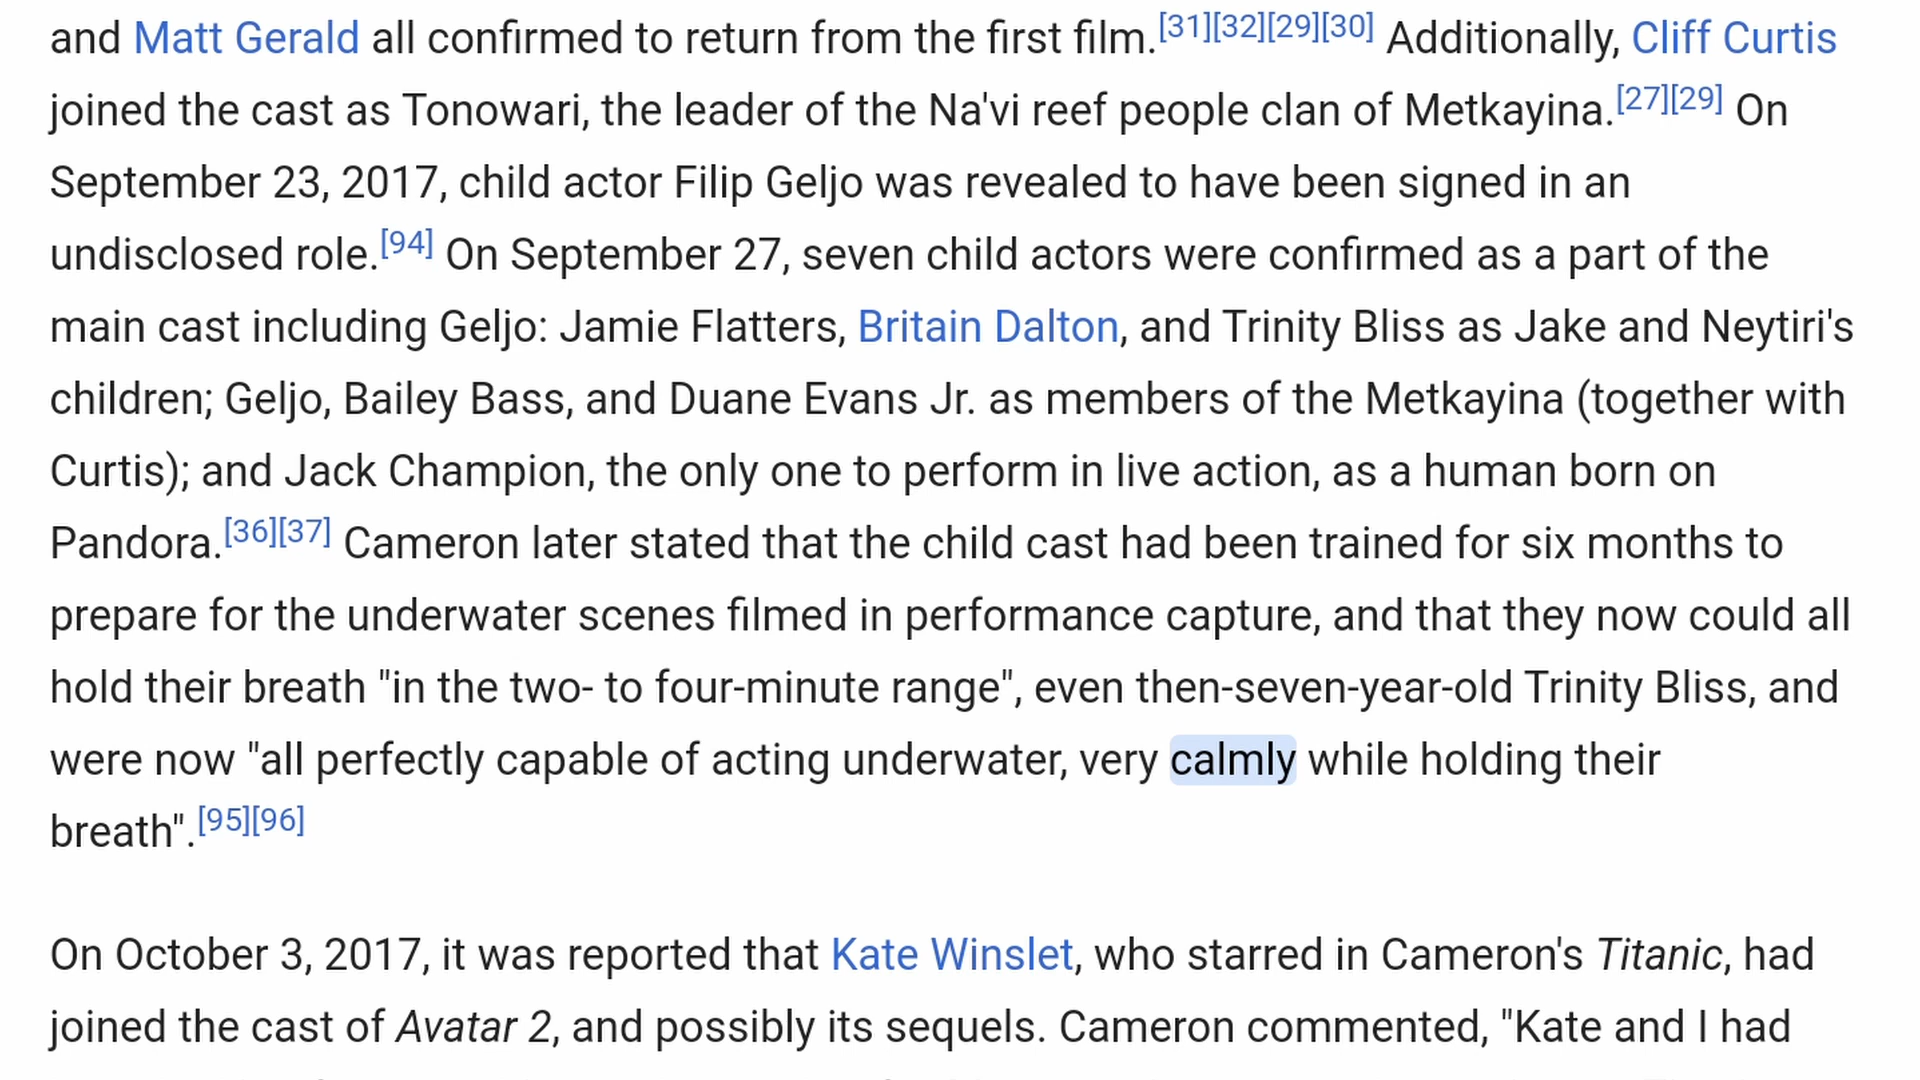 and Matt Gerald all confirmed to return from the first film.[31][32][29][30] Additionally, Cliff Curtis
joined the cast as Tonowari, the leader of the Na'vi reef people clan of Metkayina.[27][29] On
September 23, 2017, child actor Filip Geljo was revealed to have been signed in an
undisclosed role.[94] On September 27, seven child actors were confirmed as a part of the
main cast including Geljo: Jamie Flatters, Britain Dalton, and Trinity Bliss as Jake and Neytiri's
children; Geljo, Bailey Bass, and Duane Evans Jr. as members of the Metkayina (together with
Curtis); and Jack Champion, the only one to perform in live action, as a human born on
Pandora.[36][37] Cameron later stated that the child cast had been trained for six months to
prepare for the underwater scenes filmed in performance capture, and that they now could all
hold their breath "in the two- to four-minute range", even then-seven-year-old Trinity Bliss, and
were now "all perfectly capable of acting underwater, very calmly while holding their
breath".[95][96]
On October 3, 2017, it was reported that Kate Winslet, who starred in Cameron's Titanic, had
joined the cast of Avatar 2, and possibly its sequels. Cameron commented, "Kate and I had